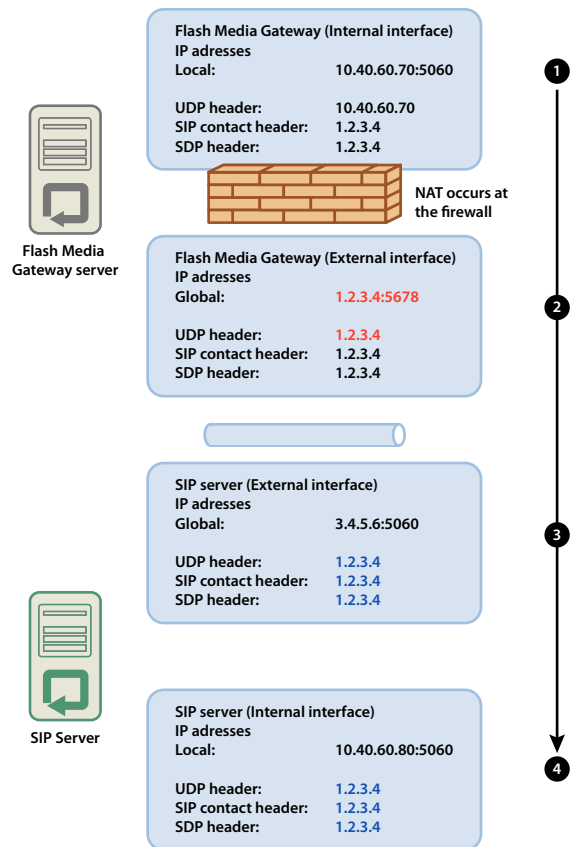 Flash Media Gateway (Internal interface)
IP adresses
Local: 10.40.60.70:5060
UDP header: 10.40.60.70
SIP contact header: 1.2.3.4
SDP header: 1.2.3.4
1
NAT occurs at
the firewall
Flash Media
Gateway server
Flash Media Gateway (External interface)
IP adresses
Global: 1.2.3.4:5678
UDP header: 1.2.3.4
SIP contact header: 1.2.3.4
SDP header: 1.2.3.4
2
SIP server (External interface)
IP adresses
Global: 3.4.5.6:5060
UDP header: 1.2.3.4
SIP contact header: 1.2.3.4
SDP header: 1.2.3.4
3
SIP Server
SIP server (Internal interface)
IP adresses
Local: 10.40.60.80:5060
UDP header: 1.2.3.4
SIP contact header: 1.2.3.4
SDP header: 1.2.3.4
4